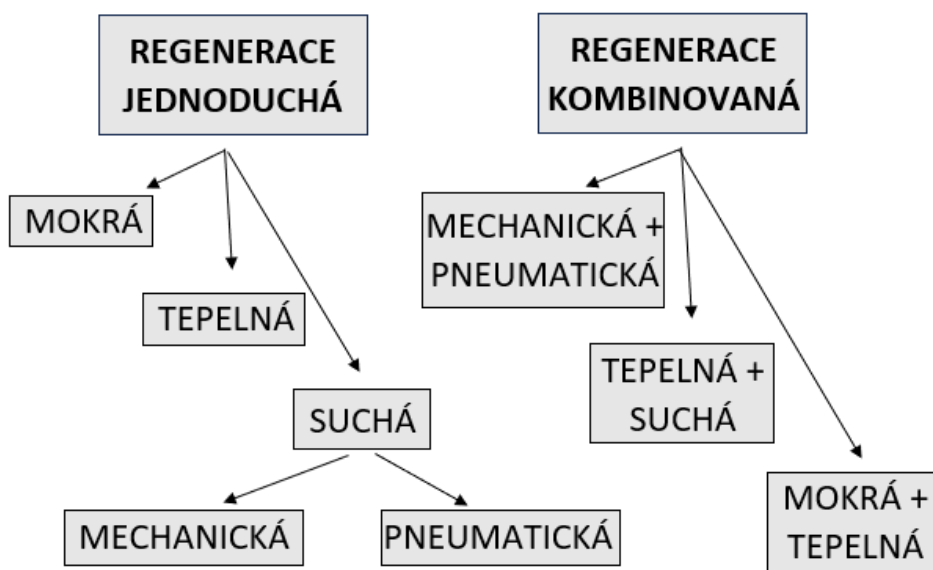 REGENERACE
JEDNODUCHÁ
MOKRÁ
TEPELNÁ
SUCHÁ
MECHANICKÁ
PNEUMATICKÁ
REGENERACE
KOMBINOVANÁ
MECHANICKÁ +
PNEUMATICKÁ
TEPELNÁ +
SUCHÁ
MOKRÁ +
TEPELNÁ